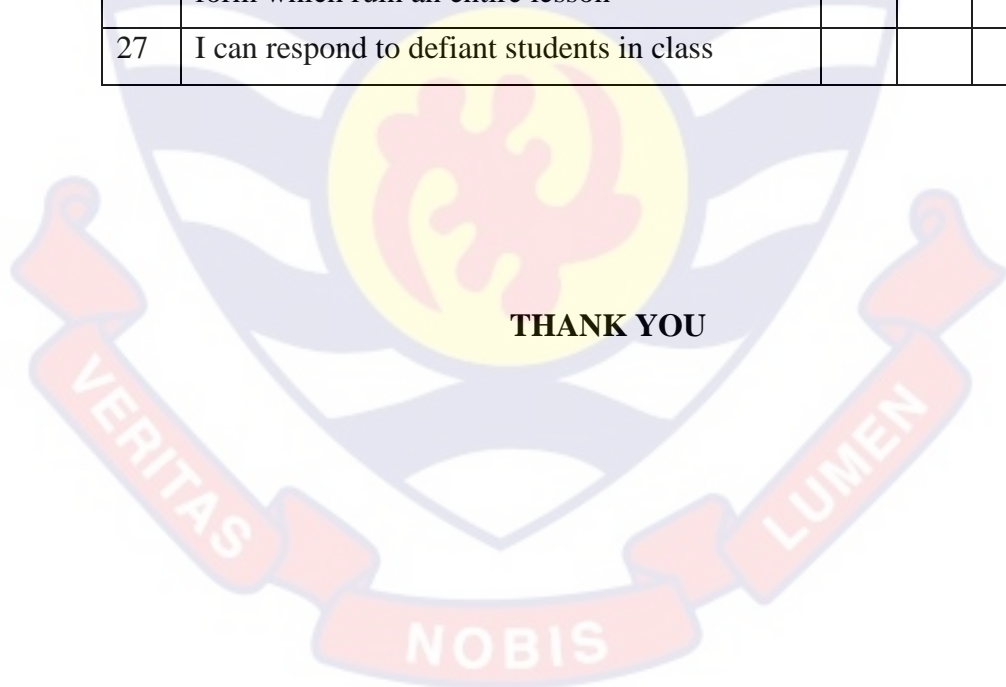 27 I can respond to defiant students in class
THANK YOU
VERITAS
NOBIS
LUMEN